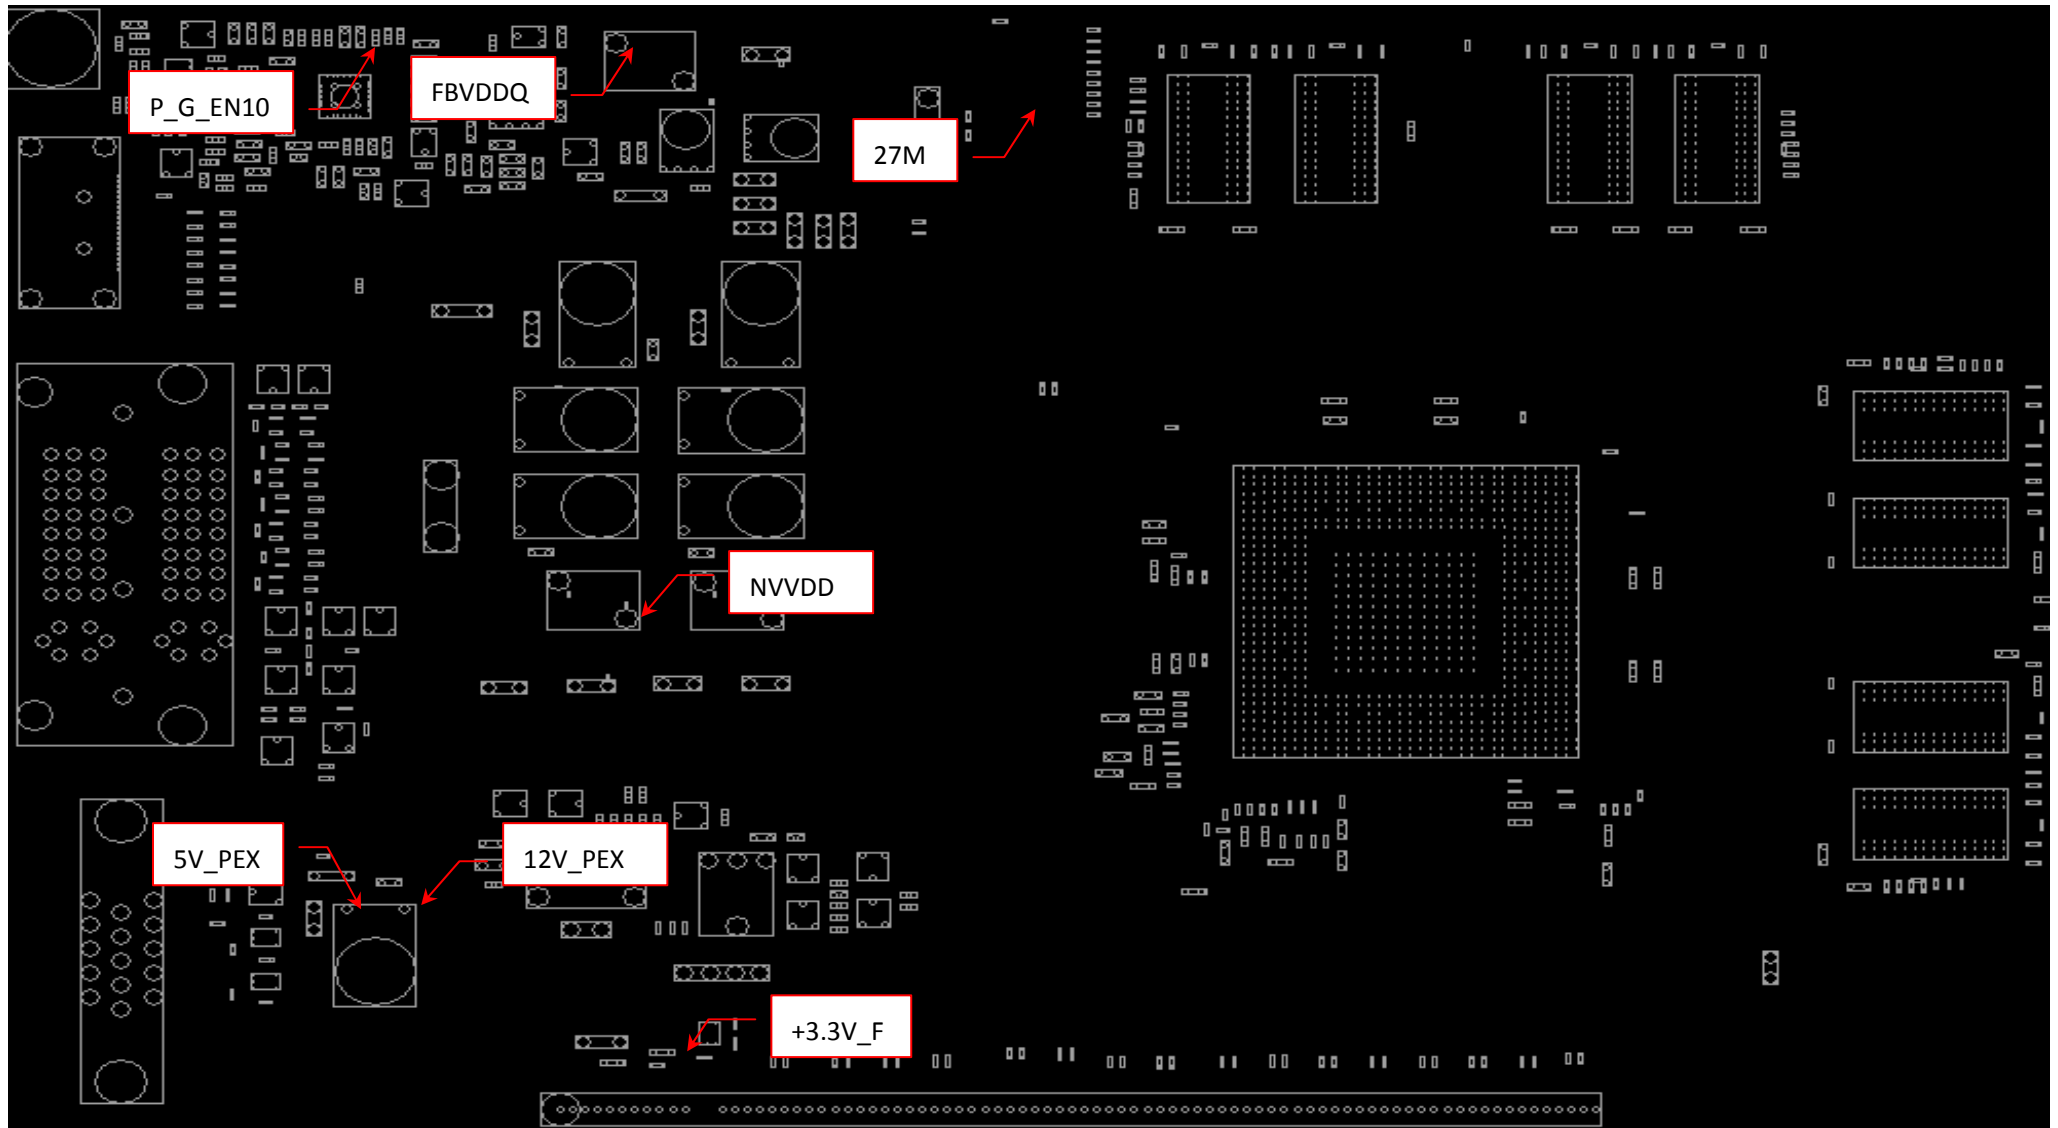 P_G_EN10
FBVDDQ
27M
NVVDD
5V_PEX
12V_PEX
+3.3V_F